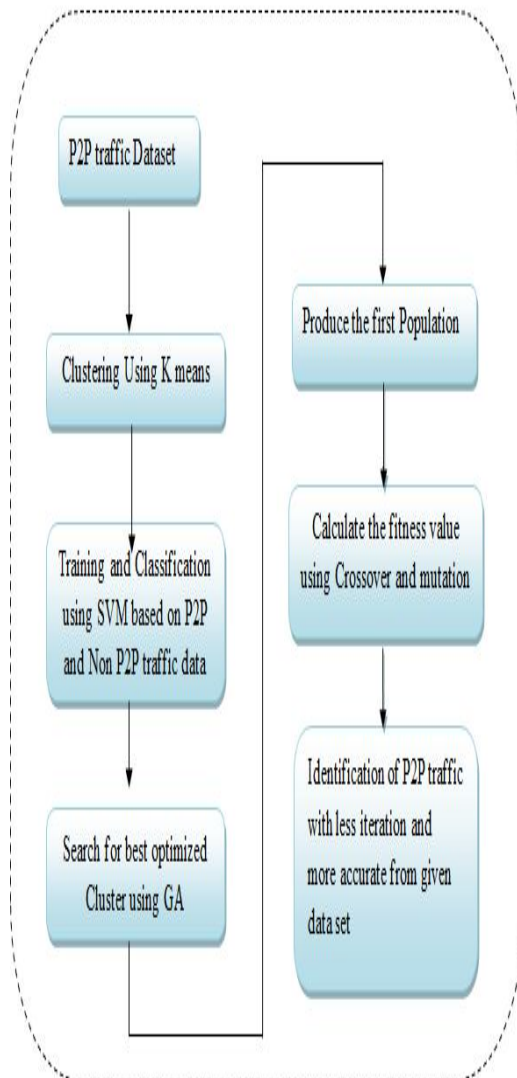 P2P traffic Dataset
Clustering Using K means
Training and Classification
using SVM based on P2P
and Non P2P traffic data
Search for best optimized
Cluster using GA
Produce the first Population
Calculate the fitness value
using Crossover and mutation
Identification of P2P traffic
with less iteration and
more accurate from given
data set